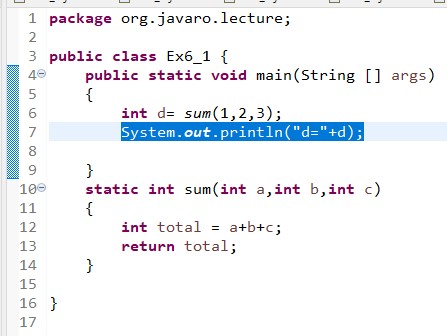 1 package org.javaro.lecture;
2
3 public class Ex6_1 {
4 public static void main(String [] args)
5 {
6 int d= sum(1,2,3);
7 System.out.println("d="+d);
8
9 }
10 static int sum(int a,int b,int c)
11 {
12 int total = a+b+c;
13 return total;
14 }
15
16 }
17